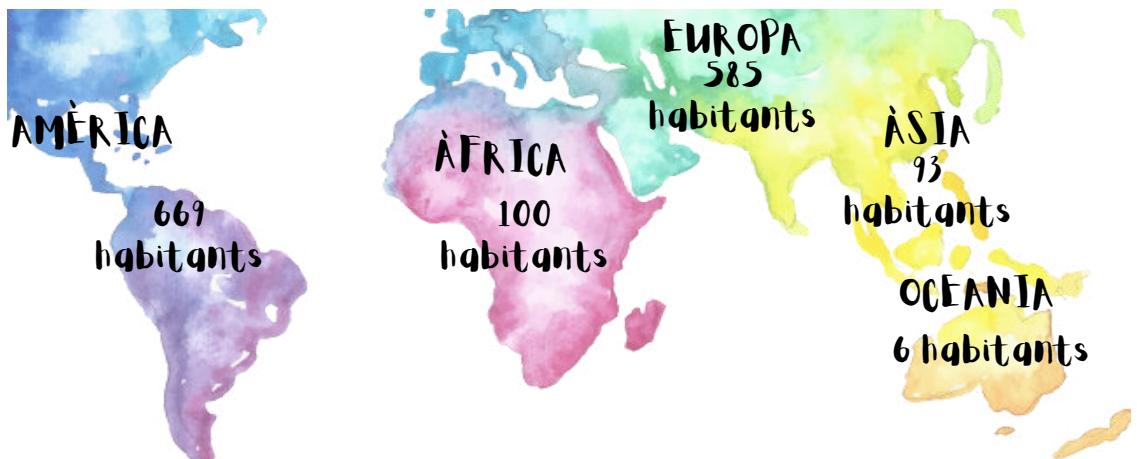 AMÈRICA
669
habitants
ÀFRICA
100
habitants
EUROPA
585
habitants
ÀSIA
93
habitants
OCEANIA
6 habitants